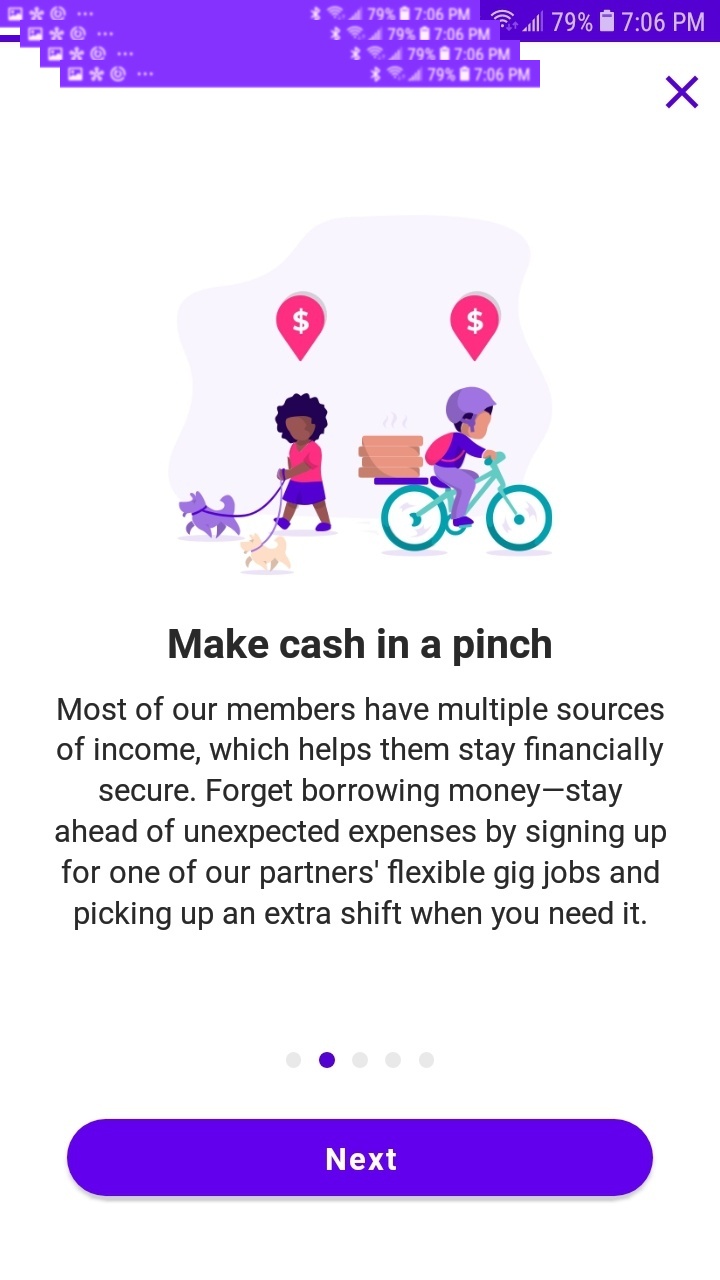 79% 7:06 PM
79% 7:06 PM
79% 7:06 PM
79% 7:06 PM
79% 7:06 PM
$ $
Make cash in a pinch
Most of our members have multiple sources
of income, which helps them stay financially
secure. Forget borrowing money—stay
ahead of unexpected expenses by signing up
for one of our partners' flexible gig jobs and
picking up an extra shift when you need it.
Next